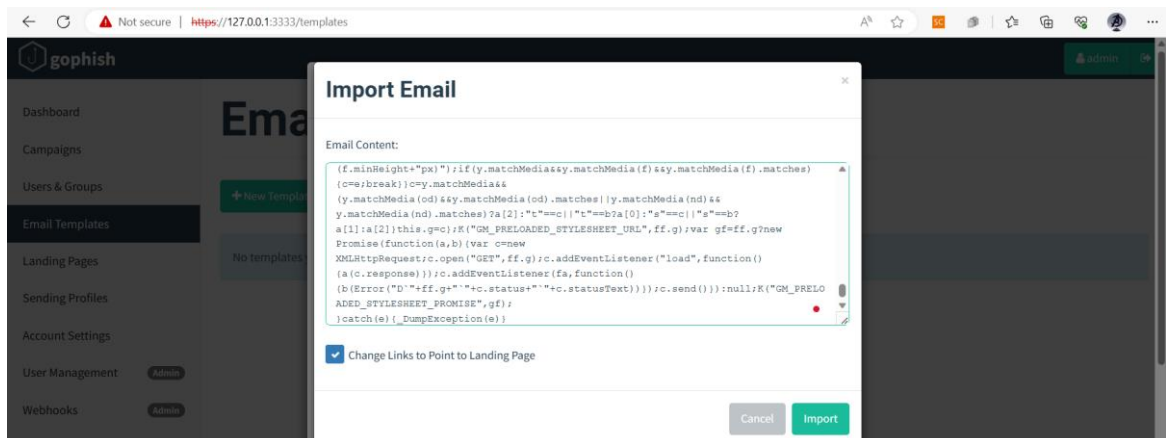 Not secure | https://127.0.0.1:3333/templates
gophish
admin
Dashboard
Campaigns
Users & Groups
Email Templates
Landing Pages
Sending Profiles
Account Settings
User Management Admin
Webhooks Admin
Ema
+ New Templat
No templates
Import Email
×
Email Content:
(f.minHeight+"px)");if(y.matchMedia&&y.matchMedia(f)&&y.matchMedia(f).matches)
{c=e;break}}c=y.matchMedia&&
(y.matchMedia(od)&&y.matchMedia(od).matches||y.matchMedia(nd)&&
y.matchMedia(nd).matches)?a[2]:"t"==c||"t"==b?a[0]:"s"==c||"s"==b?
a[1]:a[2]}this.g=c};K("GM_PRELOADED_STYLESHEET_URL",ff.g);var gf=ff.g?new
Promise(function(a,b){var c=new
XMLHttpRequest;c.open("GET",ff.g);c.addEventListener("load",function()
{a(c.response)});c.addEventListener(fa,function()
{b(Error("D`"+ff.g+"`"+c.status+"`"+c.statusText))});c.send()}):null;K("GM_PRELO
ADED_STYLESHEET_PROMISE",gf);
}catch(e){_DumpException(e)}
Change Links to Point to Landing Page
Cancel
Import